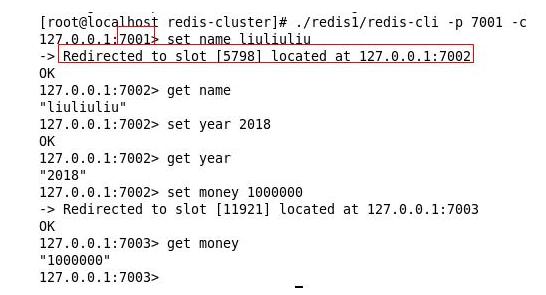 [root@localhost redis-cluster]# ./redis1/redis-cli -p 7001 -c
127.0.0.1:7001> set name liuliuliu
-> Redirected to slot [5798] located at 127.0.0.1:7002
OK
127.0.0.1:7002> get name
"liuliuliu"
127.0.0.1:7002> set year 2018
OK
127.0.0.1:7002> get year
"2018"
127.0.0.1:7002> set money 1000000
-> Redirected to slot [11921] located at 127.0.0.1:7003
OK
127.0.0.1:7003> get money
"1000000"
127.0.0.1:7003>